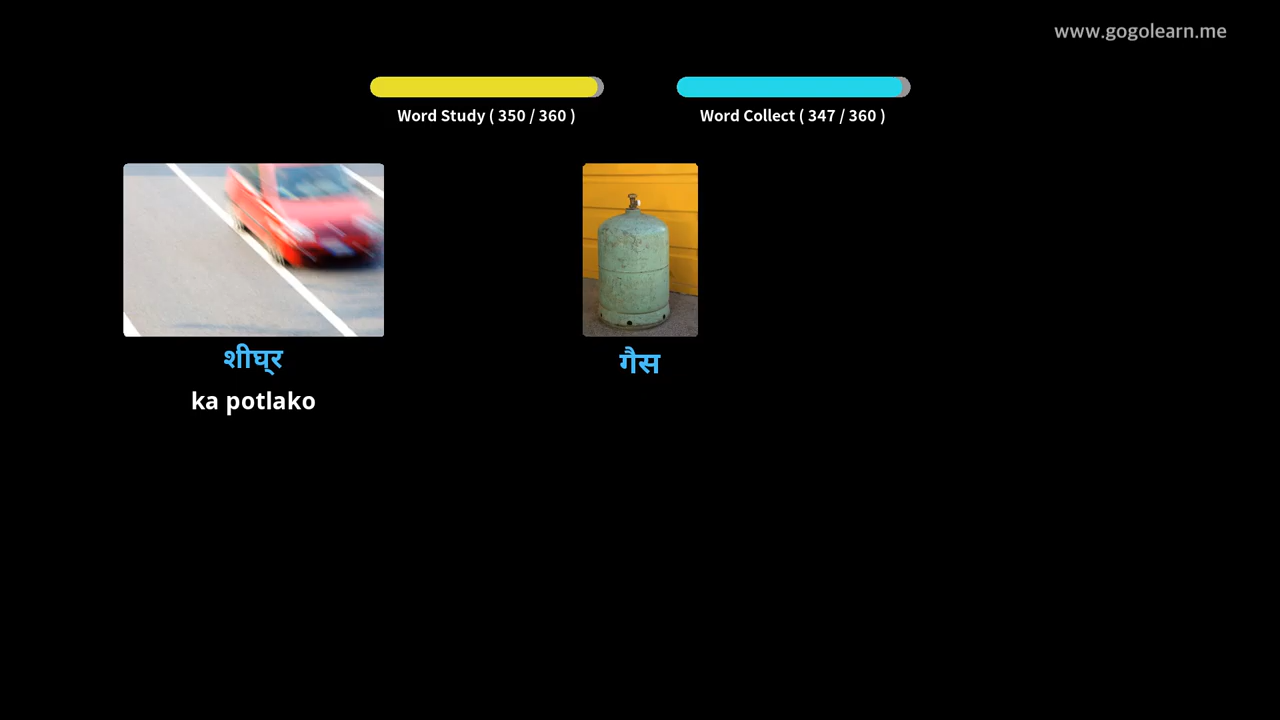 www.gogolearn.me
Word Study ( 350 / 360 )
Word Collect ( 347 / 360 )
शीघ्र
ka potlako
गैस